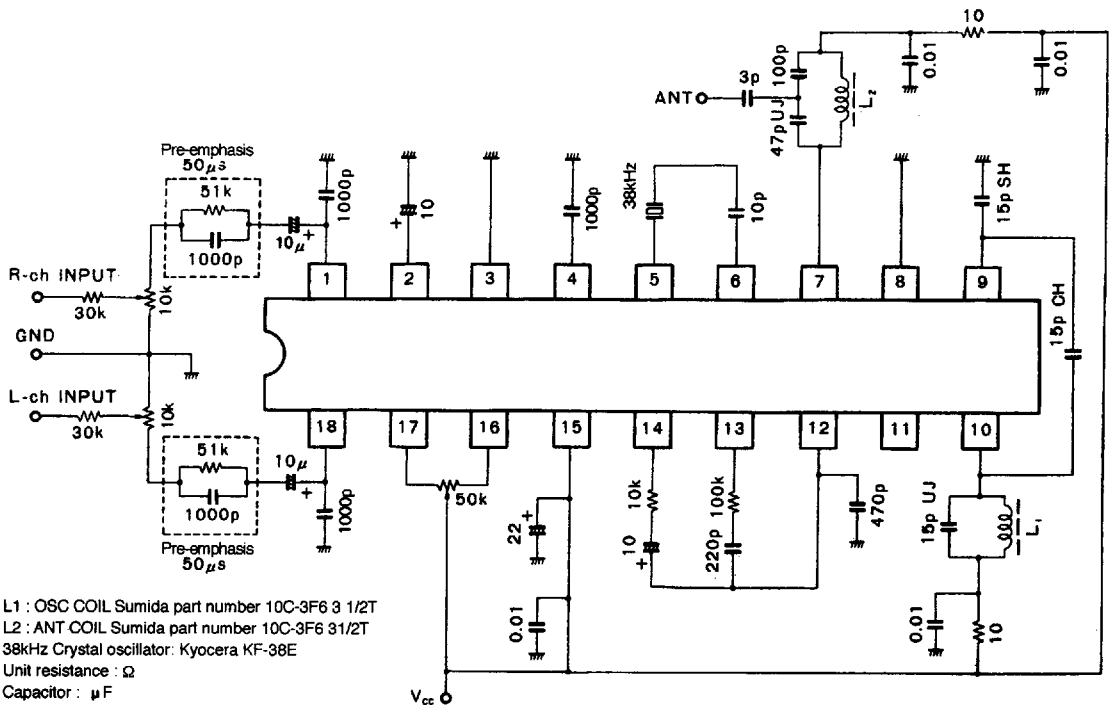 10
0.01
0.01
100p
3p
ANT
47p UJ
L₂
Pre-emphasis
50μs
51k
1000p
10μ +
1000p
+ 10
1000p
38kHz
10p
15p SH
1 2 3 4 5 6 7 8 9
R-ch INPUT
30k
10k
GND
15p CH
L-ch INPUT
30k
10k
18 17 16 15 14 13 12 11 10
51k
1000p
10μ
+
1000p
Pre-emphasis
50μs
50k
22 +
10k
10
+
100k
220p
470p
15p UJ
L₁
0.01
0.01
10
L1 : OSC COIL Sumida part number 10C-3F6 3 1/2T
L2 : ANT COIL Sumida part number 10C-3F6 31/2T
38kHz Crystal oscillator: Kyocera KF-38E
Unit resistance : Ω
Capacitor : μF
Vcc